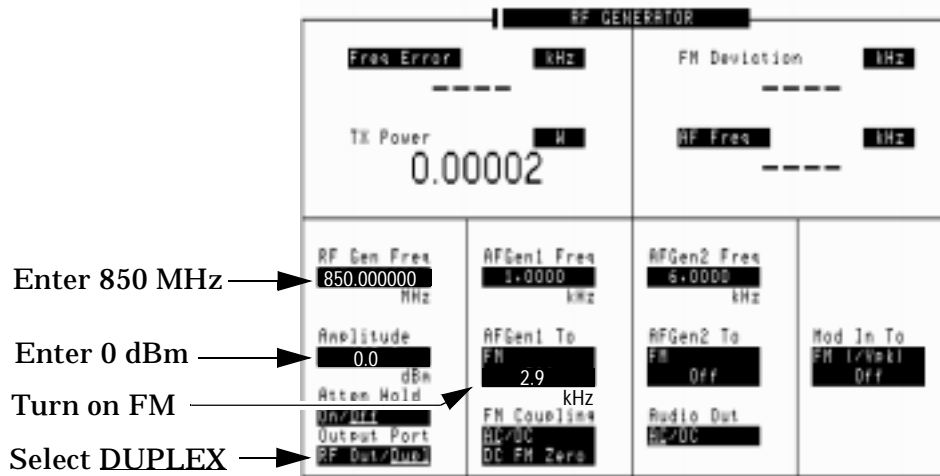 RF GENERATOR
Freq Error kHz
----
TX Power W
0.00002
FM Deviation kHz
----
AF Freq kHz
----
Enter 850 MHz
Enter 0 dBm
Turn on FM
Select DUPLEX
RF Gen Freq
850.000000
MHz
Amplitude
0.0
dBm
Atten Hold
On/Off
Output Port
RF Out/Dupl
AFGen1 Freq
1.0000
kHz
AFGen1 To
FM
2.9
kHz
FM Coupling
AC/DC
DC FM Zero
AFGen2 Freq
6.0000
kHz
AFGen2 To
FM
Off
Audio Out
AC/DC
Mod In To
FM (/Vpk)
Off